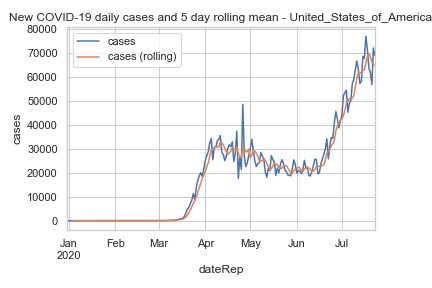 New COVID-19 daily cases and 5 day rolling mean - United_States_of_America
80000
70000
60000
50000
40000
30000
20000
10000
0
cases
cases
cases (rolling)
Jan Feb Mar Apr May Jun Jul
2020
dateRep